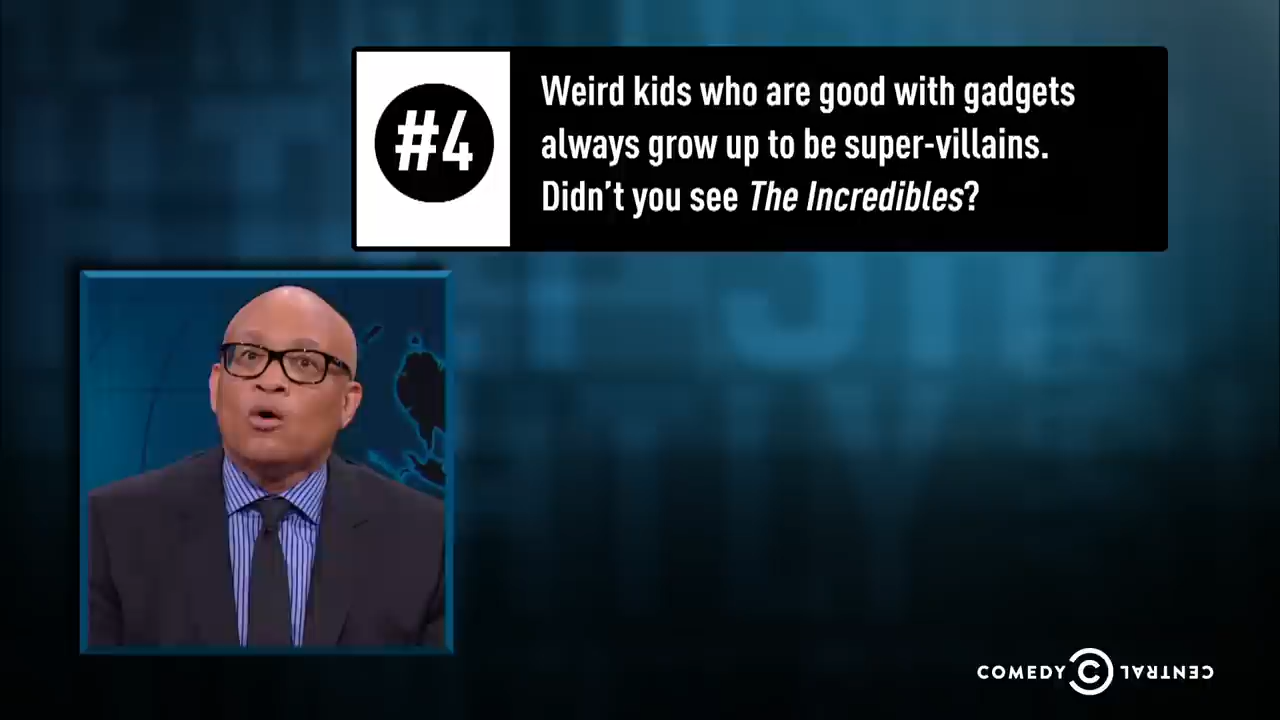 #4
Weird kids who are good with gadgets
always grow up to be super-villains.
Didn't you see The Incredibles?
COMEDY C CENTRAL